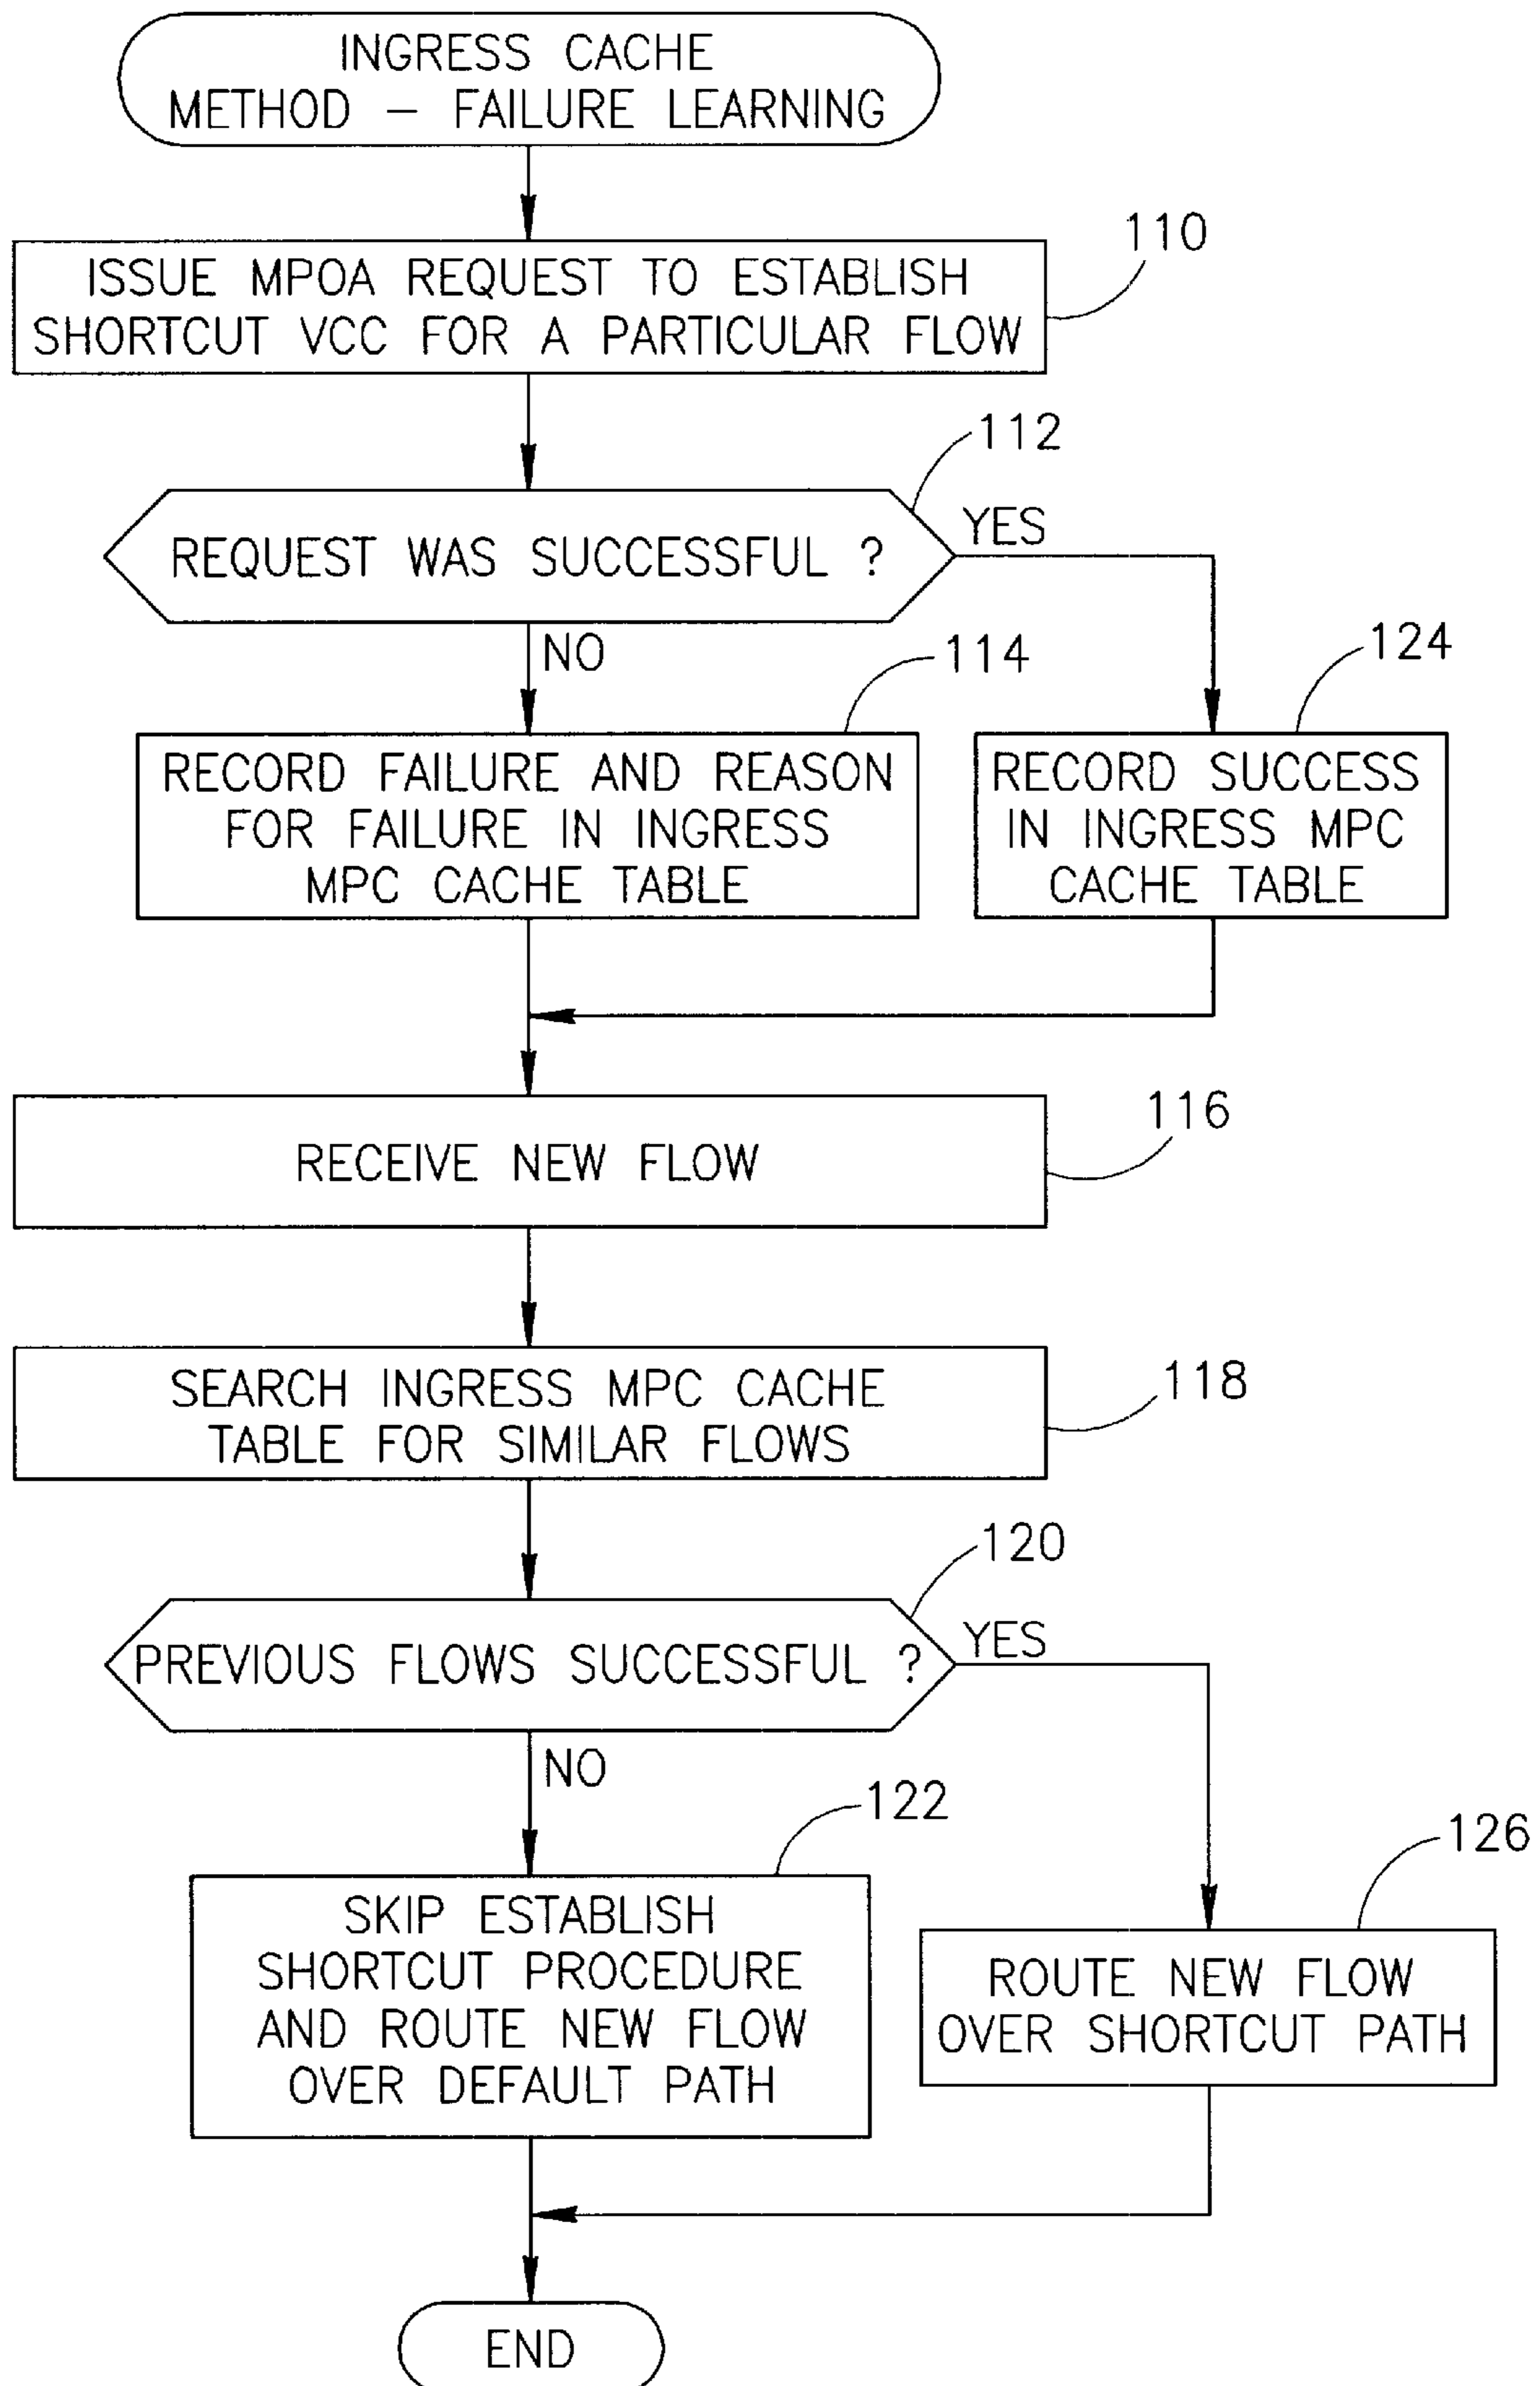 INGRESS CACHE
METHOD – FAILURE LEARNING
110
ISSUE MPOA REQUEST TO ESTABLISH
SHORTCUT VCC FOR A PARTICULAR FLOW
112
REQUEST WAS SUCCESSFUL ?
YES
NO
114
124
RECORD FAILURE AND REASON
FOR FAILURE IN INGRESS
MPC CACHE TABLE
RECORD SUCCESS
IN INGRESS MPC
CACHE TABLE
116
RECEIVE NEW FLOW
118
SEARCH INGRESS MPC CACHE
TABLE FOR SIMILAR FLOWS
120
PREVIOUS FLOWS SUCCESSFUL ?
YES
NO
122
126
SKIP ESTABLISH
SHORTCUT PROCEDURE
AND ROUTE NEW FLOW
OVER DEFAULT PATH
ROUTE NEW FLOW
OVER SHORTCUT PATH
END